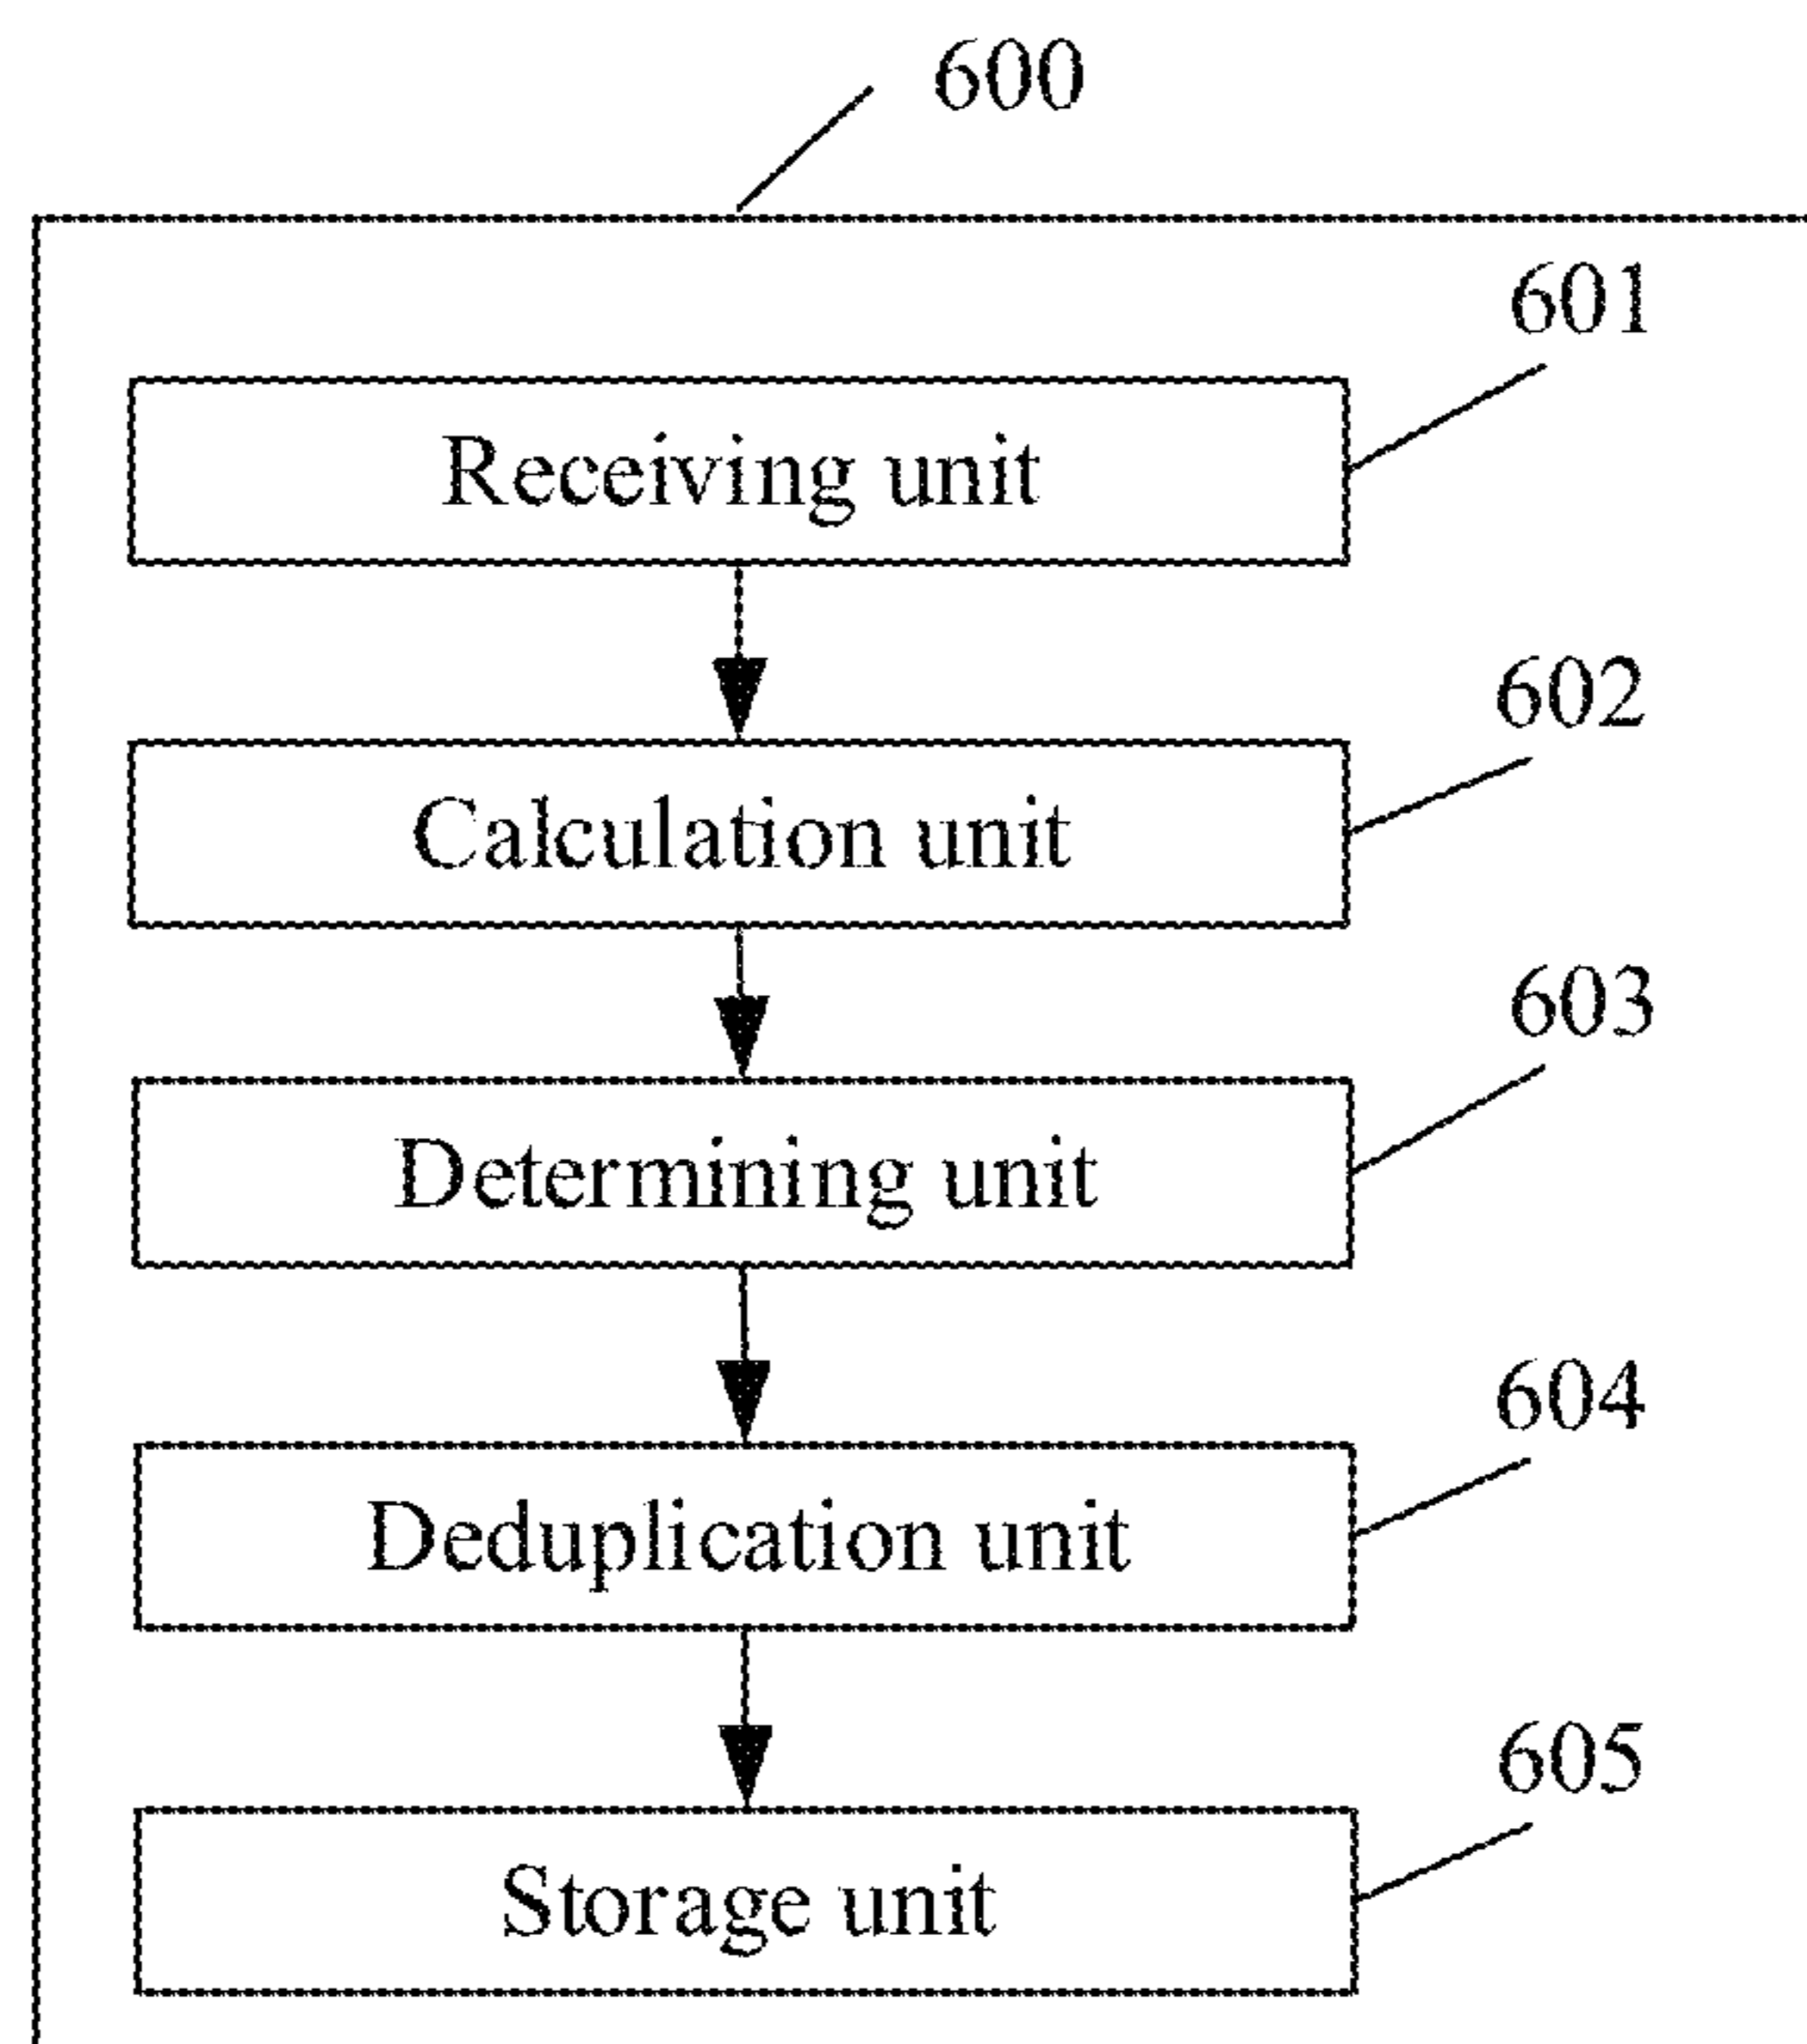 600
601
Receiving unit
602
Calculation unit
603
Determining unit
604
Deduplication unit
605
Storage unit